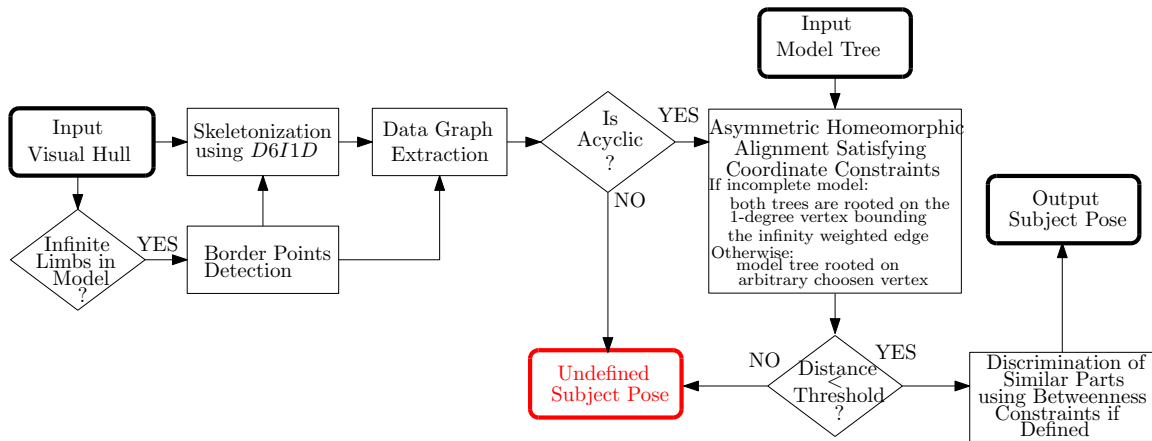 Input
Model Tree
Input
Visual Hull
Skeletonization
using D6I1D
Data Graph
Extraction
Is
Acyclic
?
YES
NO
Asymmetric Homeomorphic
Alignment Satisfying
Coordinate Constraints
If incomplete model:
both trees are rooted on the
1-degree vertex bounding
the infinity weighted edge
Otherwise:
model tree rooted on
arbitrary choosen vertex
Infinite
Limbs in
Model
?
YES
Border Points
Detection
Output
Subject Pose
Undefined
Subject Pose
NO
Distance
<
Threshold
?
YES
Discrimination of
Similar Parts
using Betweenness
Constraints if
Defined